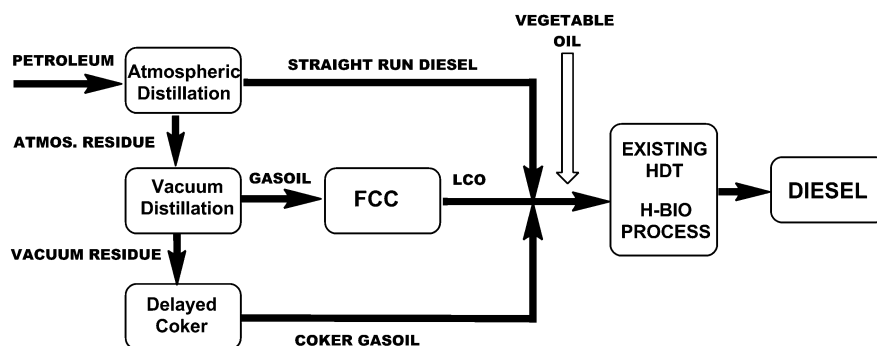 VEGETABLE
OIL
PETROLEUM
Atmospheric
Distillation
STRAIGHT RUN DIESEL
ATMOS. RESIDUE
EXISTING
HDT
H-BIO
PROCESS
DIESEL
Vacuum
Distillation
GASOIL
FCC
LCO
VACUUM RESIDUE
Delayed
Coker
COKER GASOIL